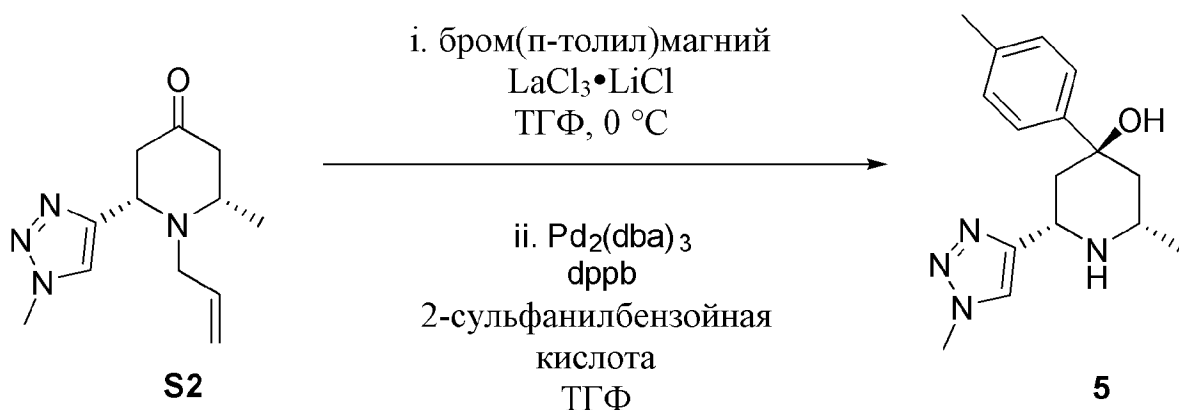 i. бром(п-толил)магний
LaCl₃•LiCl
ТГФ, 0 °C
ii. Pd₂(dba)₃
dppb
2-сульфанилбензойная
кислота
ТГФ
O
N
N
N
N
S2
OH
N
N
N
N
H
5